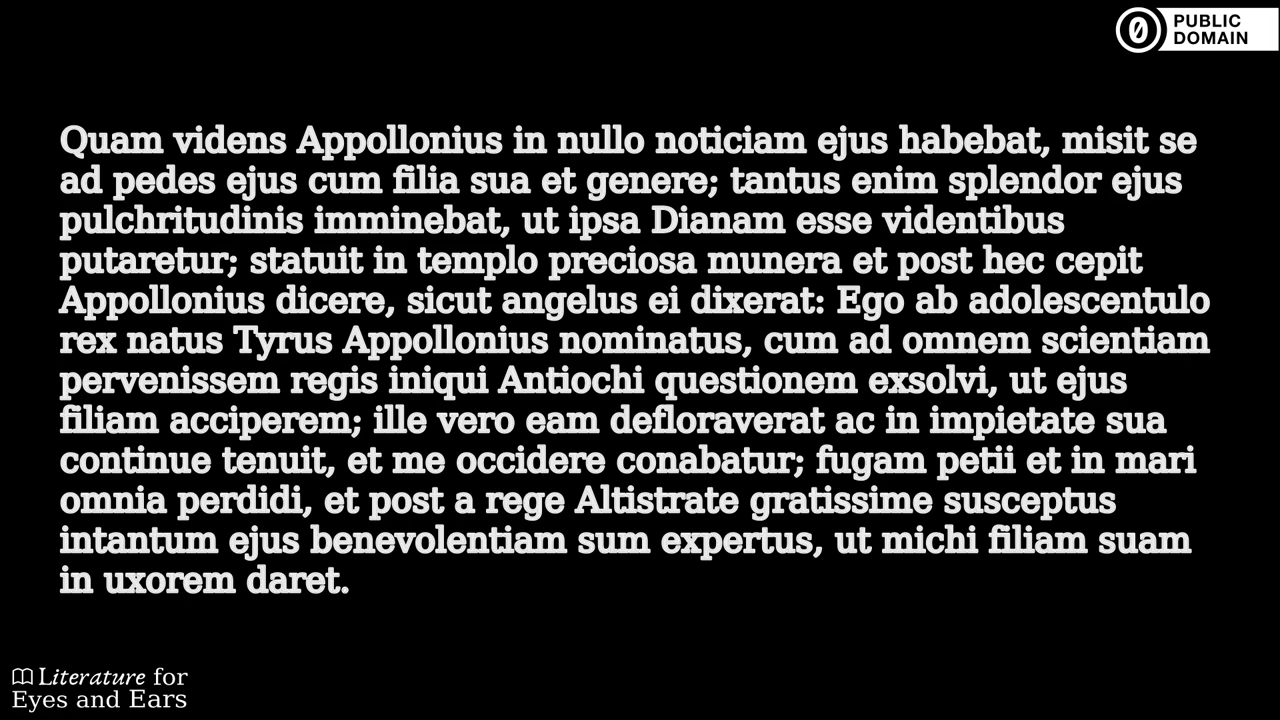 PUBLIC
DOMAIN
Quam videns Appollonius in nullo noticiam ejus habebat, misit se
ad pedes ejus cum filia sua et genere; tantus enim splendor ejus
pulchritudinis imminebat, ut ipsa Dianam esse videntibus
putaretur; statuit in templo preciosa munera et post hec cepit
Appollonius dicere, sicut angelus ei dixerat: Ego ab adolescentulo
rex natus Tyrus Appollonius nominatus, cum ad omnem scientiam
pervenissem regis iniqui Antiochi questionem exsolvi, ut ejus
filiam acciperem; ille vero eam defloraverat ac in impietate sua
continue tenuit, et me occidere conabatur; fugam petii et in mari
omnia perdidi, et post a rege Altistrate gratissime susceptus
intantum ejus benevolentiam sum expertus, ut michi filiam suam
in uxorem daret.
Literature for
Eyes and Ears